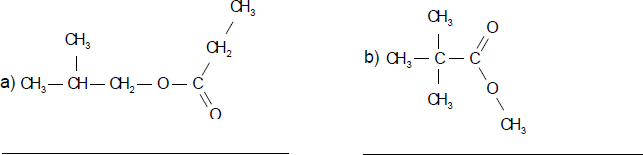 CH3
CH3
CH2
a) CH3 — CH — CH2 — O — C
O
CH3
O
b) CH3 — C — C
O
CH3
CH3